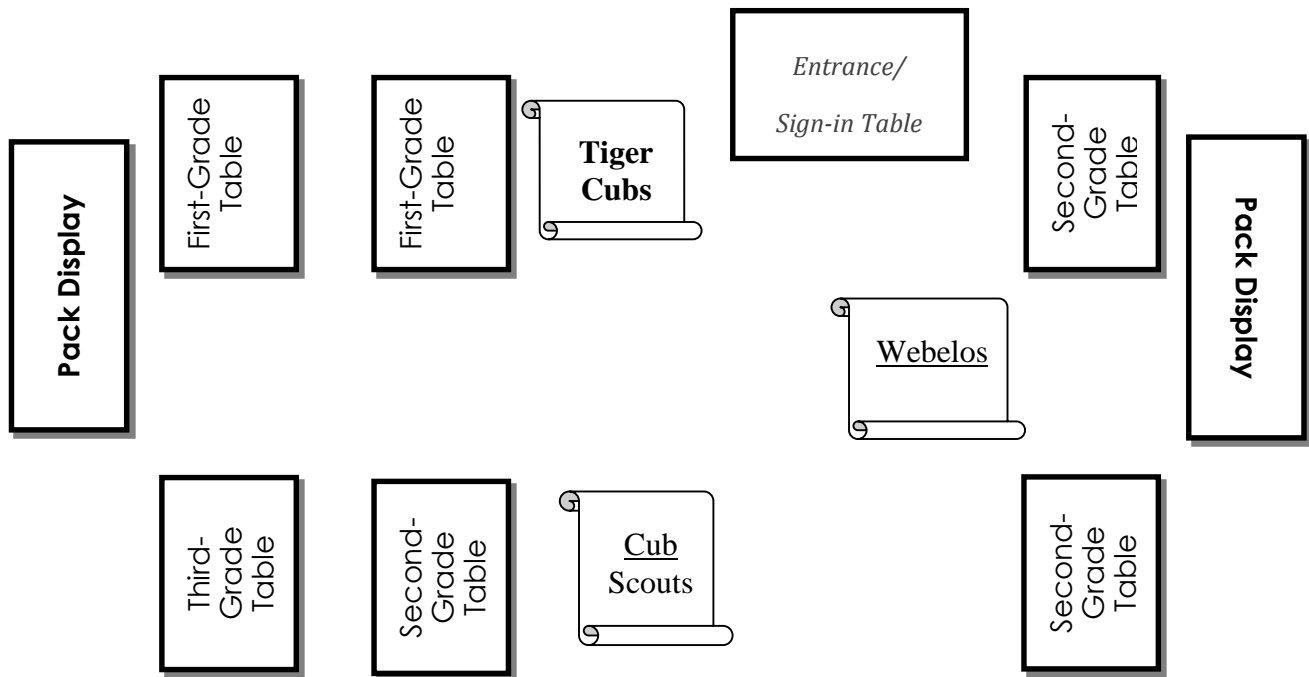 Entrance/
Sign-in Table
First-Grade
Table
First-Grade
Table
Tiger
Cubs
Second-
Grade
Table
Pack Display
Pack Display
Webelos
Third-
Grade
Table
Second-
Grade
Table
Cub
Scouts
Second-
Grade
Table